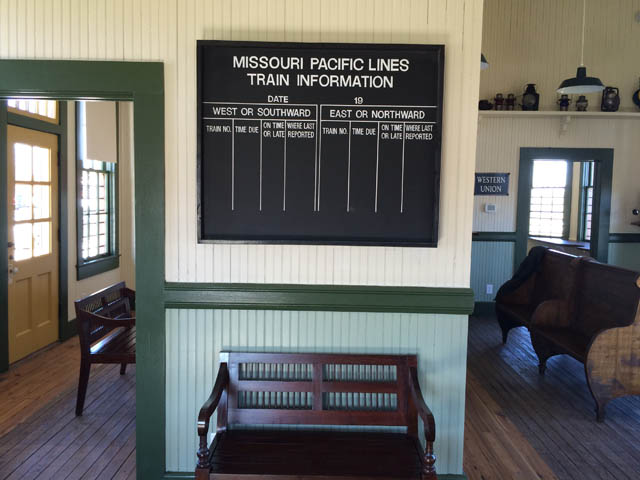 MISSOURI PACIFIC LINES
TRAIN INFORMATION
DATE 19
WEST OR SOUTHWARD EAST OR NORTHWARD
TRAIN NO. TIME DUE ON TIME OR LATE WHERE LAST REPORTED TRAIN NO. TIME DUE ON TIME OR LATE WHERE LAST REPORTED
WESTERN
UNION